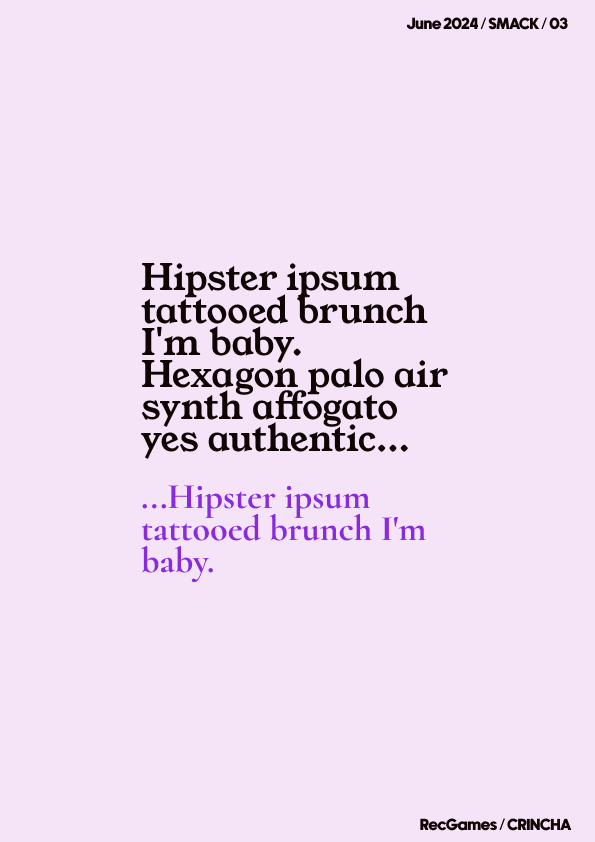 June 2024 / SMACK / 03
Hipster ipsum
tattooed brunch
I'm baby.
Hexagon palo air
synth affogato
yes authentic...
...Hipster ipsum
tattooed brunch I'm
baby.
RecGames / CRINCHA